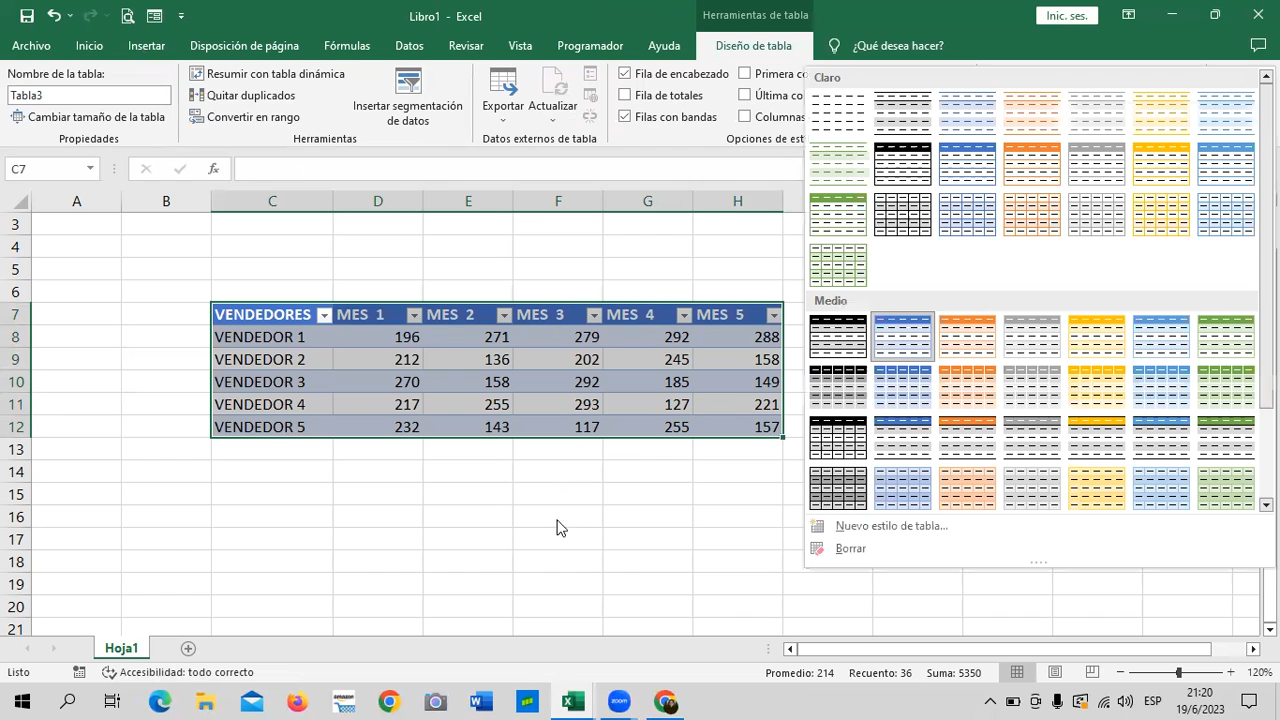 Libro1 - Excel
Herramientas de tabla
Inic. ses.
Archivo Inicio Insertar Disposición de página Fórmulas Datos Revisar Vista Programador Ayuda Diseño de tabla ¿Qué desea hacer?
Nombre de la tabla:
Tabla3
Cambiar tamaño de la tabla
Resumir con tabla dinámica
Quitar duplicados
Convertir en rango
Herramientas
Insertar segmentación
de datos
Exportar Actualizar
Datos externos de tabla
Fila de encabezado
Fila de totales
Filas con bandas
Columnas
C7
fx
A B C D E F G H
3
4
5
6
7 VENDEDORES MES 1 MES 2 MES 3 MES 4 MES 5
8 VENDEDOR 1 196 271 279 292 288
9 VENDEDOR 2 212 136 202 245 158
10 VENDEDOR 3 270 158 292 185 149
11 VENDEDOR 4 217 255 293 127 221
12 VENDEDOR 5 232 143 117 255 157
13
14
15
16
17
18
19
20
21
Claro
Medio
Nuevo estilo de tabla...
Borrar
Hoja1
Listo
Accesibilidad: todo correcto
Promedio: 214 Recuento: 36 Suma: 5350
120%
amazon
zoom
ESP
21:20
19/6/2023